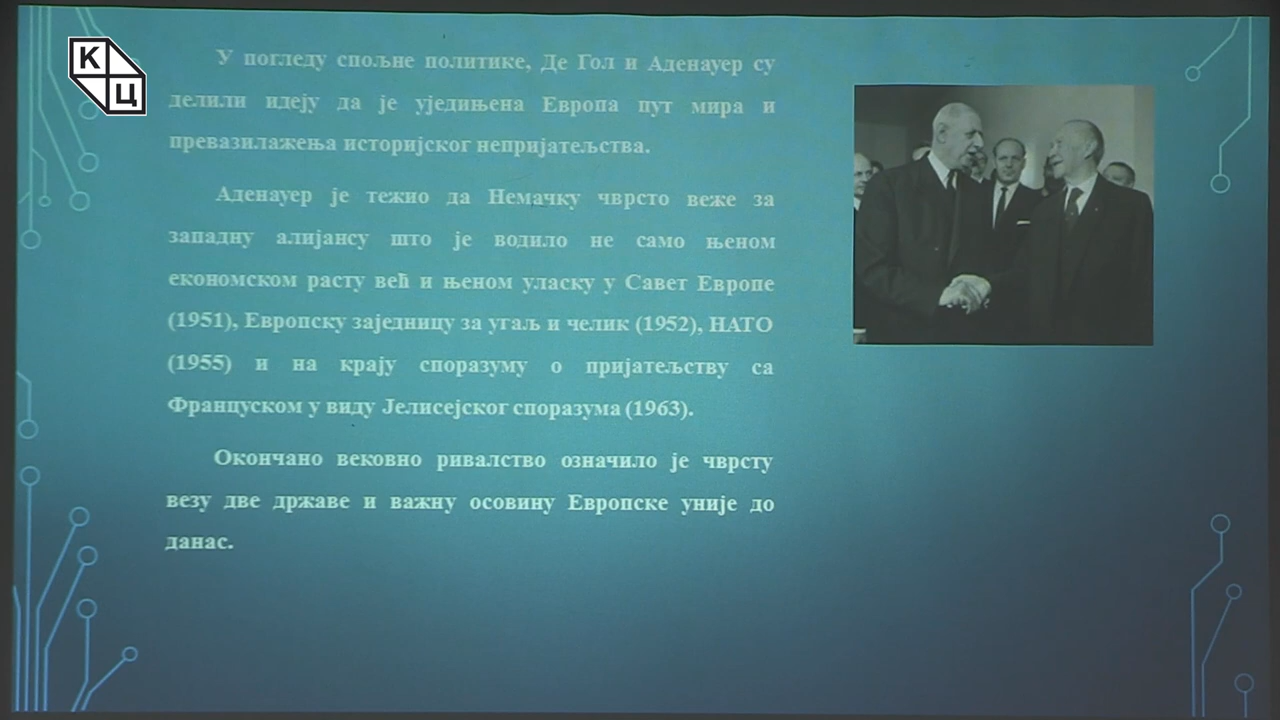 К
Ц
У погледу спољне политике, Де Гол и Аденауер су
делили идеју да је уједињена Европа пут мира и
превазилажења историјског непријатељства.
Аденауер је тежио да Немачку чврсто веже за
западну алијансу што је водило не само њеном
економском расту већ и њеном уласку у Савет Европе
(1951), Европску заједницу за угаљ и челик (1952), НАТО
(1955) и на крају споразуму о пријатељству са
Француском у виду Јелисејског споразума (1963).
Окончано вековно ривалство означило је чврсту
везу две државе и важну осовину Европске уније до
данас.